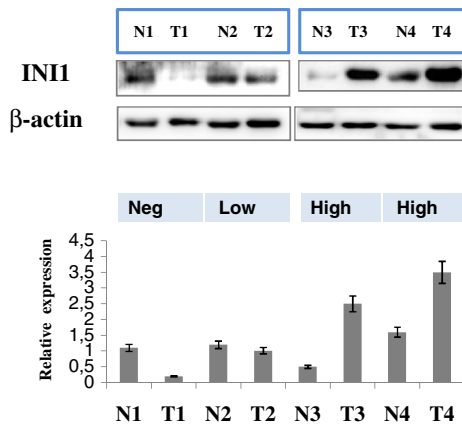 N1 T1 N2 T2 N3 T3 N4 T4
INI1
β-actin
Neg Low High High
Relative expression
4,5
4
3,5
3
2,5
2
1,5
1
0,5
0
N1 T1 N2 T2 N3 T3 N4 T4